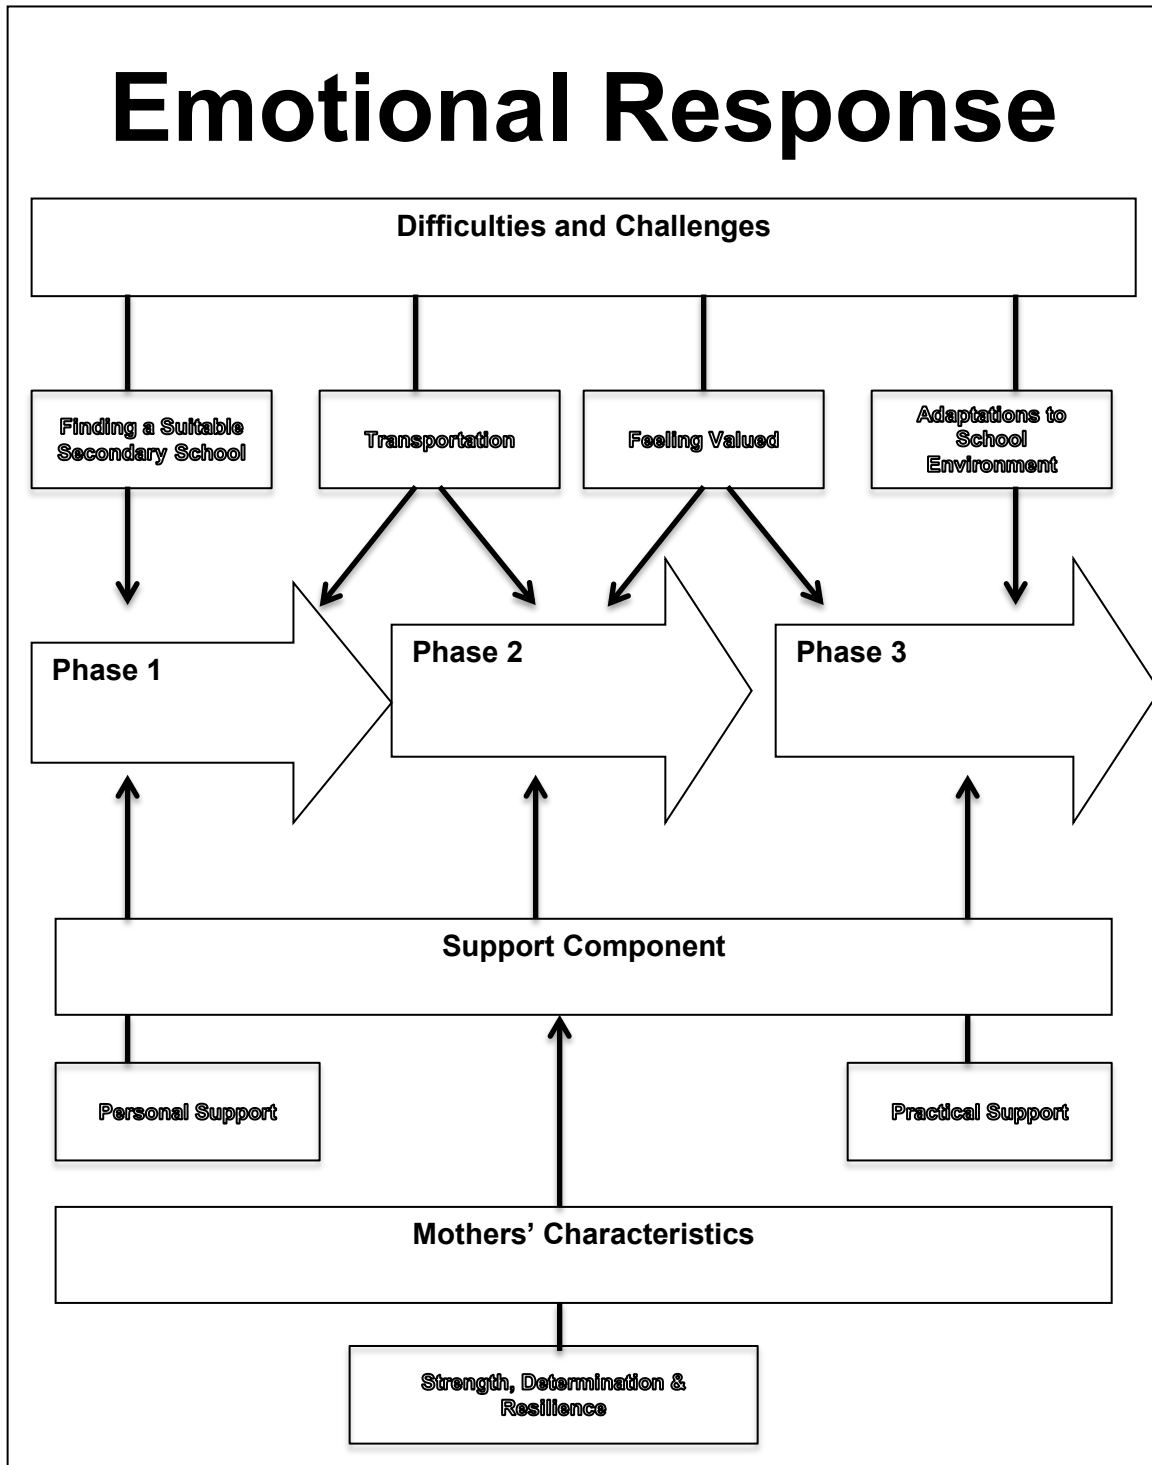 Emotional Response
Difficulties and Challenges
Finding a Suitable
Secondary School
Transportation
Feeling Valued
Adaptations to
School
Environment
Phase 1
Phase 2
Phase 3
Support Component
Personal Support
Practical Support
Mothers’ Characteristics
Strength, Determination &
Resilience